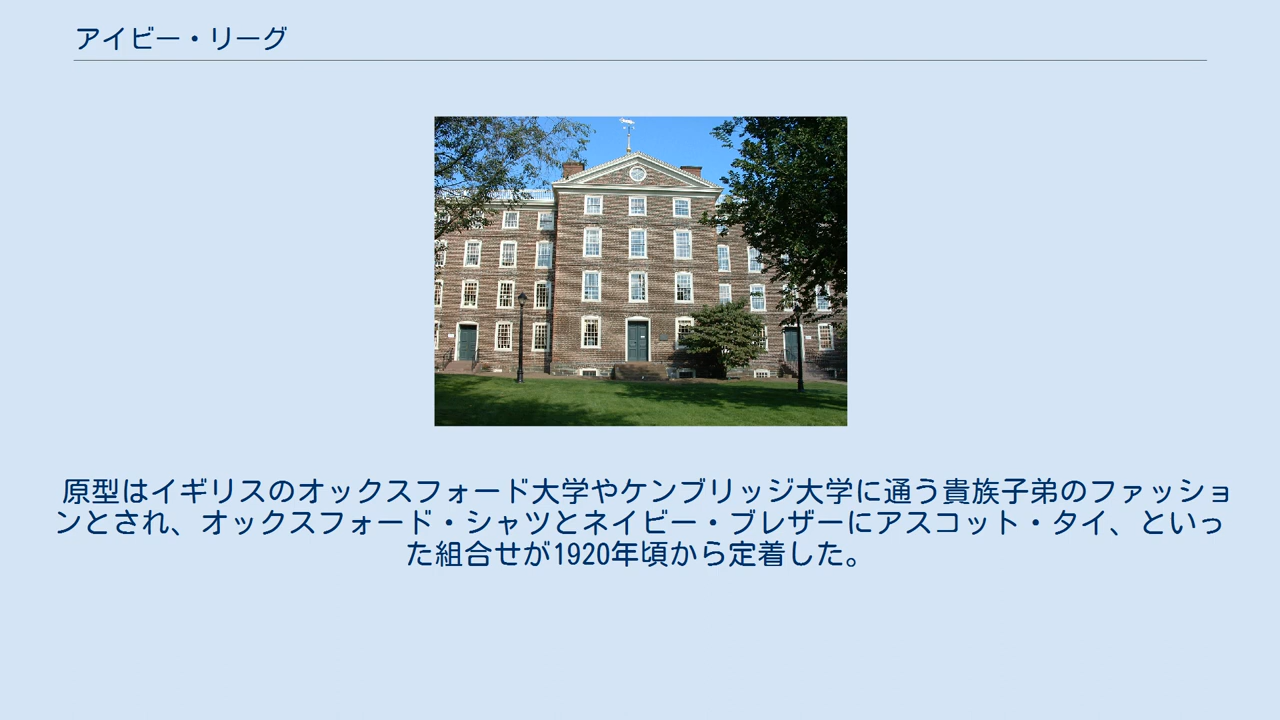 アイビー・リーグ
原型はイギリスのオックスフォード大学やケンブリッジ大学に通う貴族子弟のファッショ
ンとされ、オックスフォード・シャツとネイビー・ブレザーにアスコット・タイ、といっ
た組合せが1920年頃から定着した。